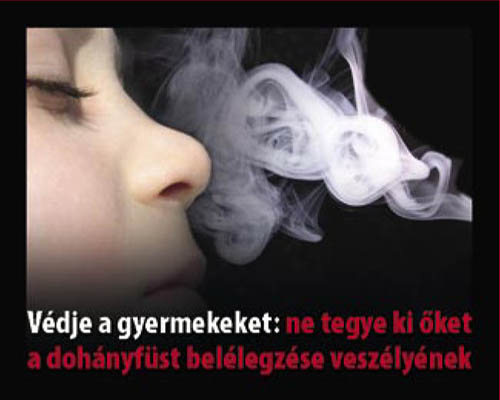 Védje a gyermekeket: ne tegye ki őket
a dohányfüst belélegzése veszélyének